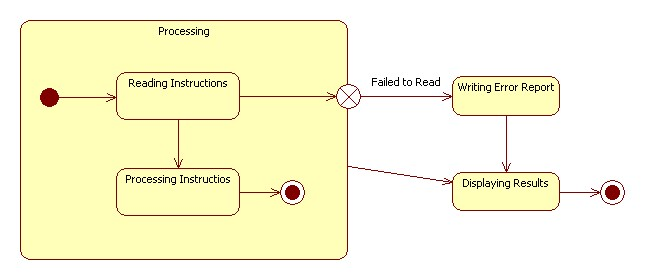 Processing
Reading Instructions
Failed to Read
Writing Error Report
Processing Instructios
Displaying Results